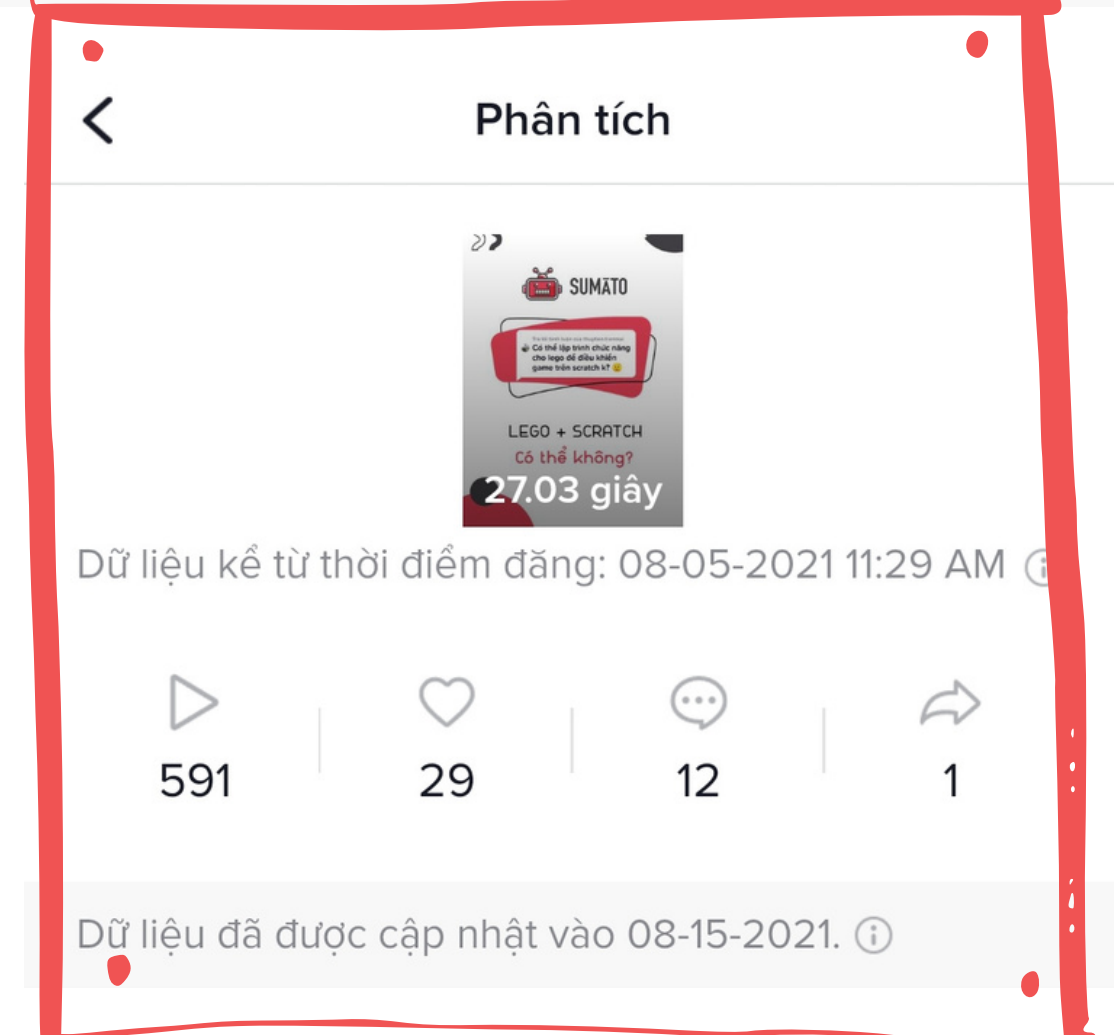 Phân tích
SUMATO
Có thể lập trình chức năng
cho lego để điều khiển
game trên scratch k?
LEGO + SCRATCH
Có thể không?
27.03 giây
Dữ liệu kể từ thời điểm đăng: 08-05-2021 11:29 AM
591
29
12
1
Dữ liệu đã được cập nhật vào 08-15-2021.